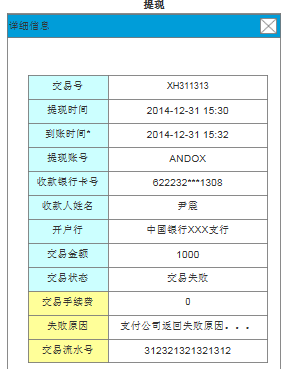 提现
详细信息
交易号 XH311313
提现时间 2014-12-31 15:30
到账时间* 2014-12-31 15:32
提现账号 ANDOX
收款银行卡号 622232***1308
收款人姓名 尹震
开户行 中国银行XXX支行
交易金额 1000
交易状态 交易失败
交易手续费 0
失败原因 支付公司返回失败原因...
交易流水号 312321321321312